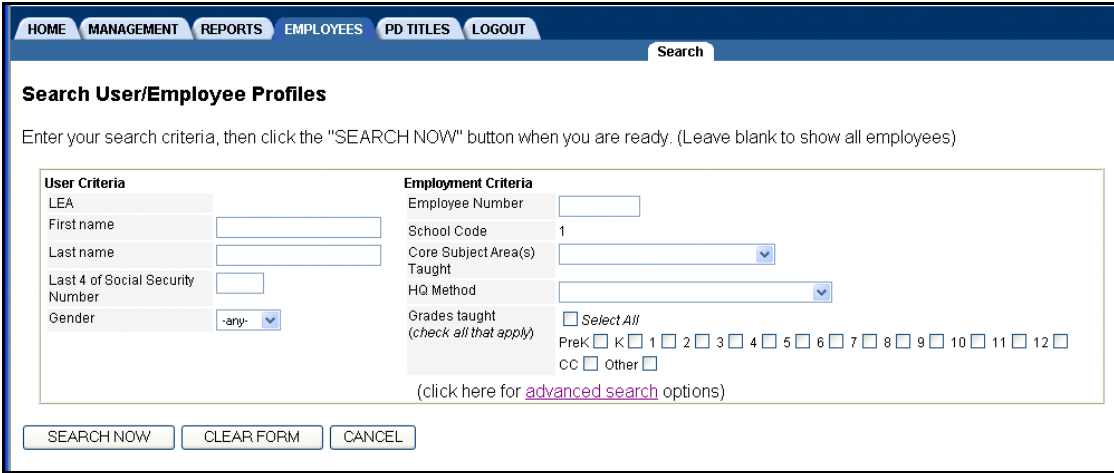 HOME MANAGEMENT REPORTS EMPLOYEES PD TITLES LOGOUT
Search
Search User/Employee Profiles
Enter your search criteria, then click the "SEARCH NOW" button when you are ready. (Leave blank to show all employees)
User Criteria
LEA
First name
Last name
Last 4 of Social Security
Number
Gender -any-
Employment Criteria
Employee Number
School Code 1
Core Subject Area(s)
Taught
HQ Method
Grades taught
(check all that apply)
Select All
PreK K 1 2 3 4 5 6 7 8 9 10 11 12
CC Other
(click here for advanced search options)
SEARCH NOW CLEAR FORM CANCEL